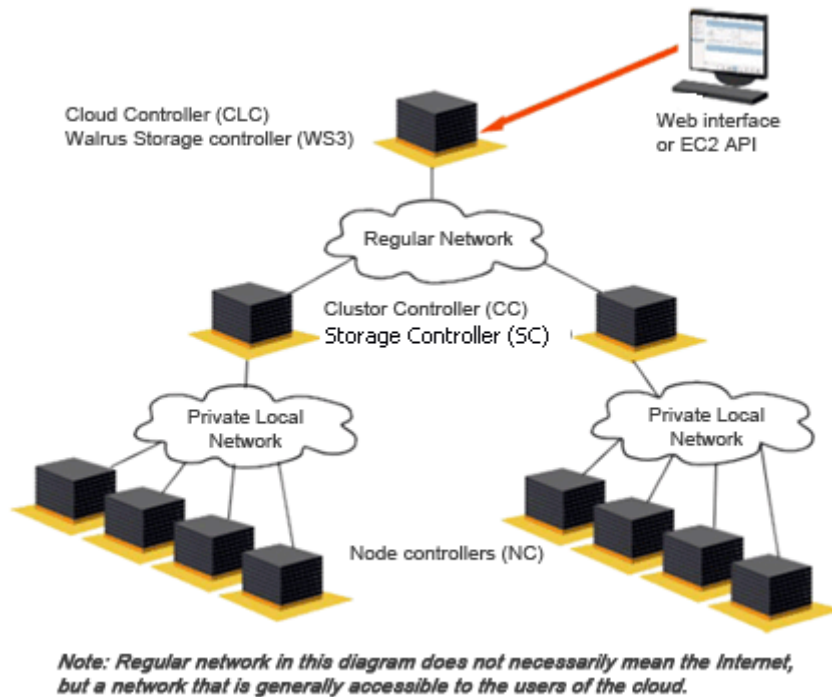 Cloud Controller (CLC)
Walrus Storage controller (WS3)
Web interface
or EC2 API
Regular Network
Clustor Controller (CC)
Storage Controller (SC)
Private Local
Network
Private Local
Network
Node controllers (NC)
Note: Regular network in this diagram does not necessarily mean the Internet,
but a network that is generally accessible to the users of the cloud.